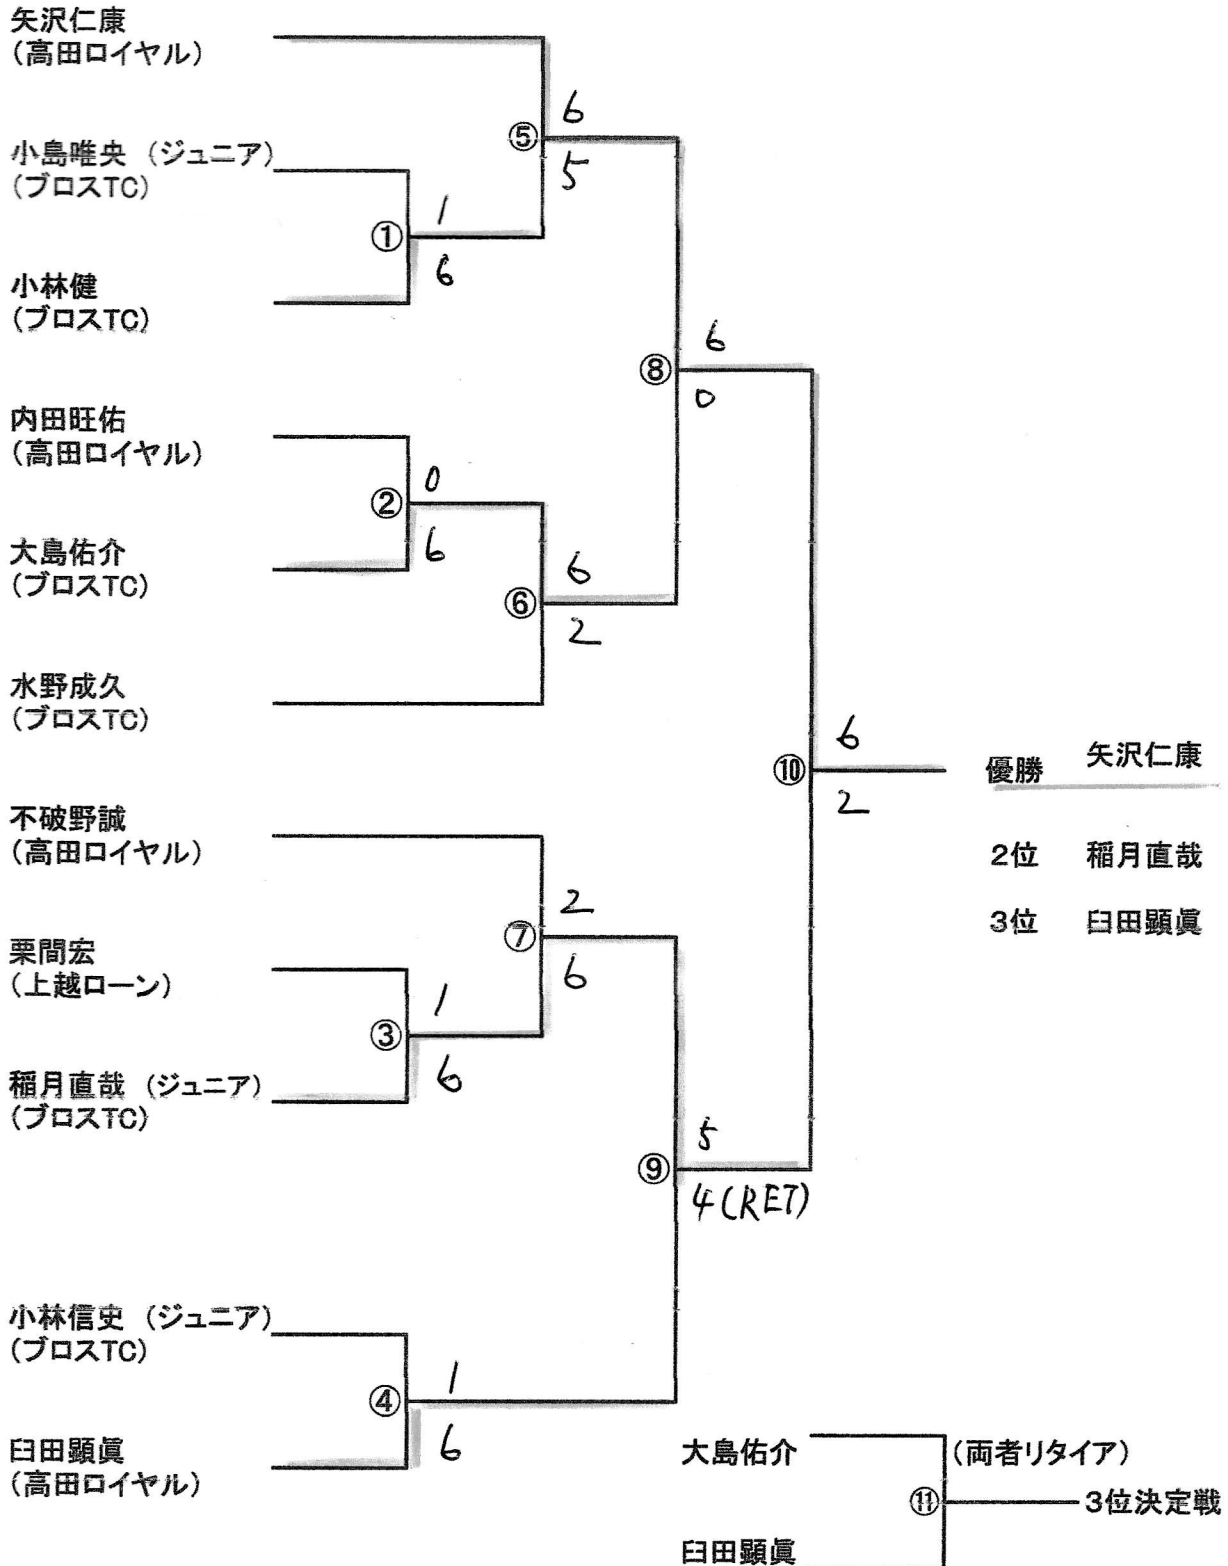 矢沢仁康
(高田ロイヤル)
6
⑤
5
小島唯央 (ジュニア)
(ブロスTC)
1
①
6
小林健
(ブロスTC)
6
⑧
0
内田旺佑
(高田ロイヤル)
0
②
6
大島佑介
(ブロスTC)
6
⑥
2
水野成久
(ブロスTC)
6
⑩
2
優勝 矢沢仁康
2位 稲月直哉
3位 臼田顕眞
不破野誠
(高田ロイヤル)
2
⑦
6
栗間宏
(上越ローン)
1
③
6
稲月直哉 (ジュニア)
(ブロスTC)
5
⑨
4(RET)
小林信史 (ジュニア)
(ブロスTC)
1
④
6
臼田顕眞
(高田ロイヤル)
大島佑介
(両者リタイア)
⑪
3位決定戦
臼田顕眞